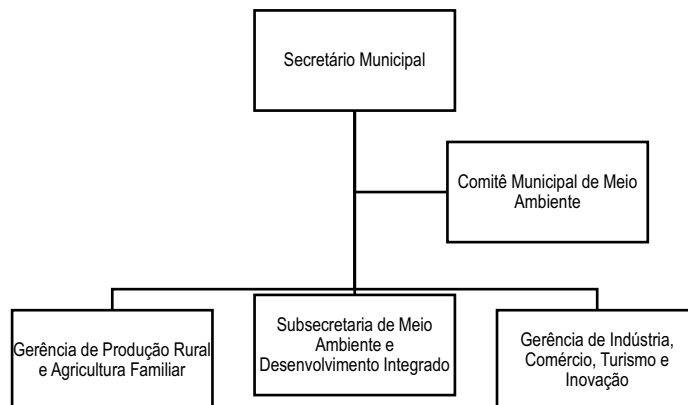 Secretário Municipal
Comitê Municipal de Meio
Ambiente
Gerência de Produção Rural
e Agricultura Familiar
Subsecretaria de Meio
Ambiente e
Desenvolvimento Integrado
Gerência de Indústria,
Comércio, Turismo e
Inovação